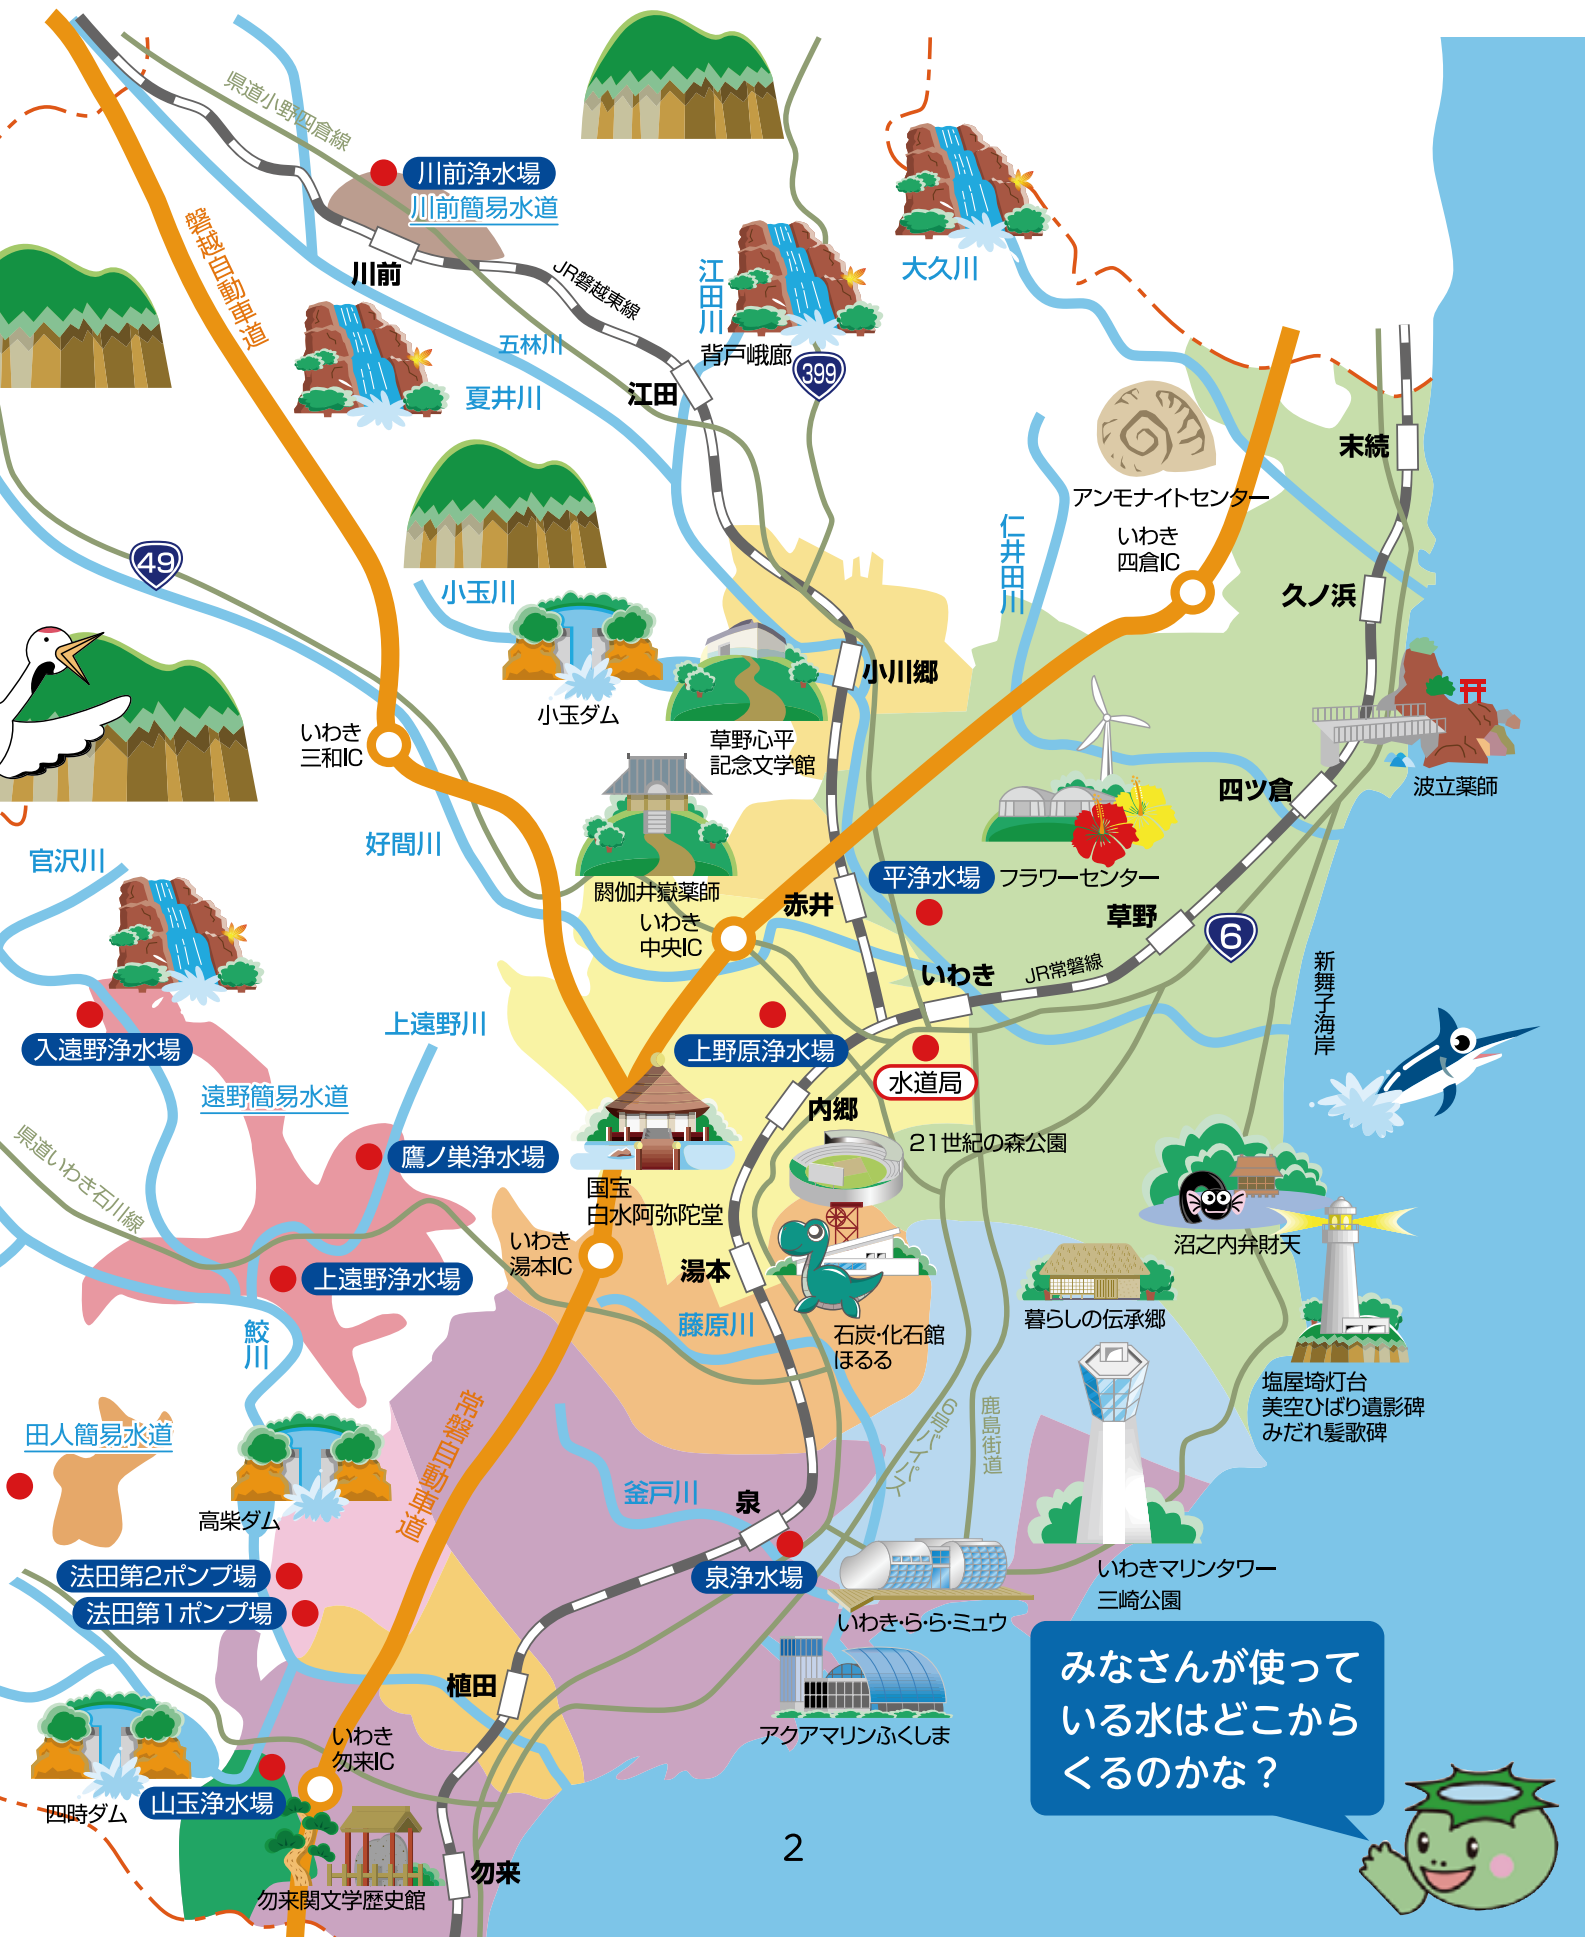 県道小野四倉線
川前浄水場
川前簡易水道
磐越自動車道
川前
JR磐越東線
江田川
大久川
五林川
背戸峨廊
399
江田
夏井川
末続
アンモナイトセンター
いわき
四倉IC
仁井田川
49
小玉川
久ノ浜
小川郷
小玉ダム
いわき
三和IC
草野心平
記念文学館
四ツ倉
波立薬師
好間川
官沢川
閼伽井嶽薬師
平浄水場
フラワーセンター
赤井
いわき
中央IC
草野
6
いわき
JR常磐線
新舞子海岸
上遠野川
入遠野浄水場
上野原浄水場
水道局
遠野簡易水道
内郷
21世紀の森公園
県道いわき石川線
鷹ノ巣浄水場
国宝
白水阿弥陀堂
いわき
湯本IC
沼之内弁財天
上遠野浄水場
湯本
藤原川
暮らしの伝承郷
鮫川
石炭・化石館
ほるる
塩屋埼灯台
美空ひばり遺影碑
みだれ髪歌碑
常磐自動車道
6号バイパス
鹿島街道
田人簡易水道
釜戸川
泉
高柴ダム
法田第2ポンプ場
泉浄水場
いわきマリンタワー
三崎公園
法田第1ポンプ場
いわき・ら・ら・ミュウ
植田
アクアマリンふくしま
いわき
勿来IC
四時ダム
山玉浄水場
勿来
勿来関文学歴史館
みなさんが使って
いる水はどこから
くるのかな？
2